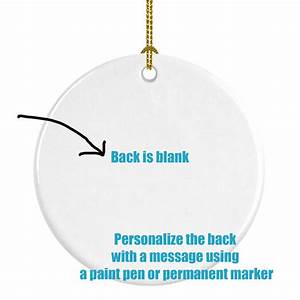 Back is blank
Personalize the back
with a message using
a paint pen or permanent marker